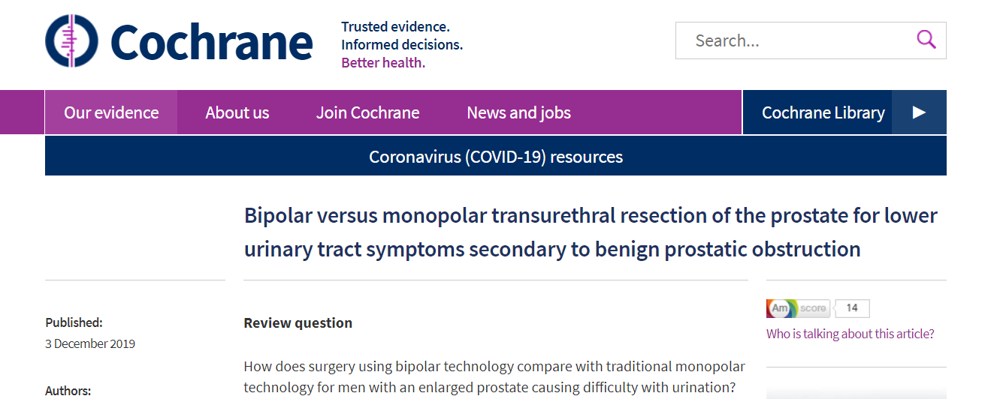 Cochrane
Trusted evidence.
Informed decisions.
Better health.
Search...
Our evidence
About us
Join Cochrane
News and jobs
Cochrane Library
Coronavirus (COVID-19) resources
Bipolar versus monopolar transurethral resection of the prostate for lower
urinary tract symptoms secondary to benign prostatic obstruction
Published:
3 December 2019
Authors:
Review question
How does surgery using bipolar technology compare with traditional monopolar
technology for men with an enlarged prostate causing difficulty with urination?
Am score 14
Who is talking about this article?